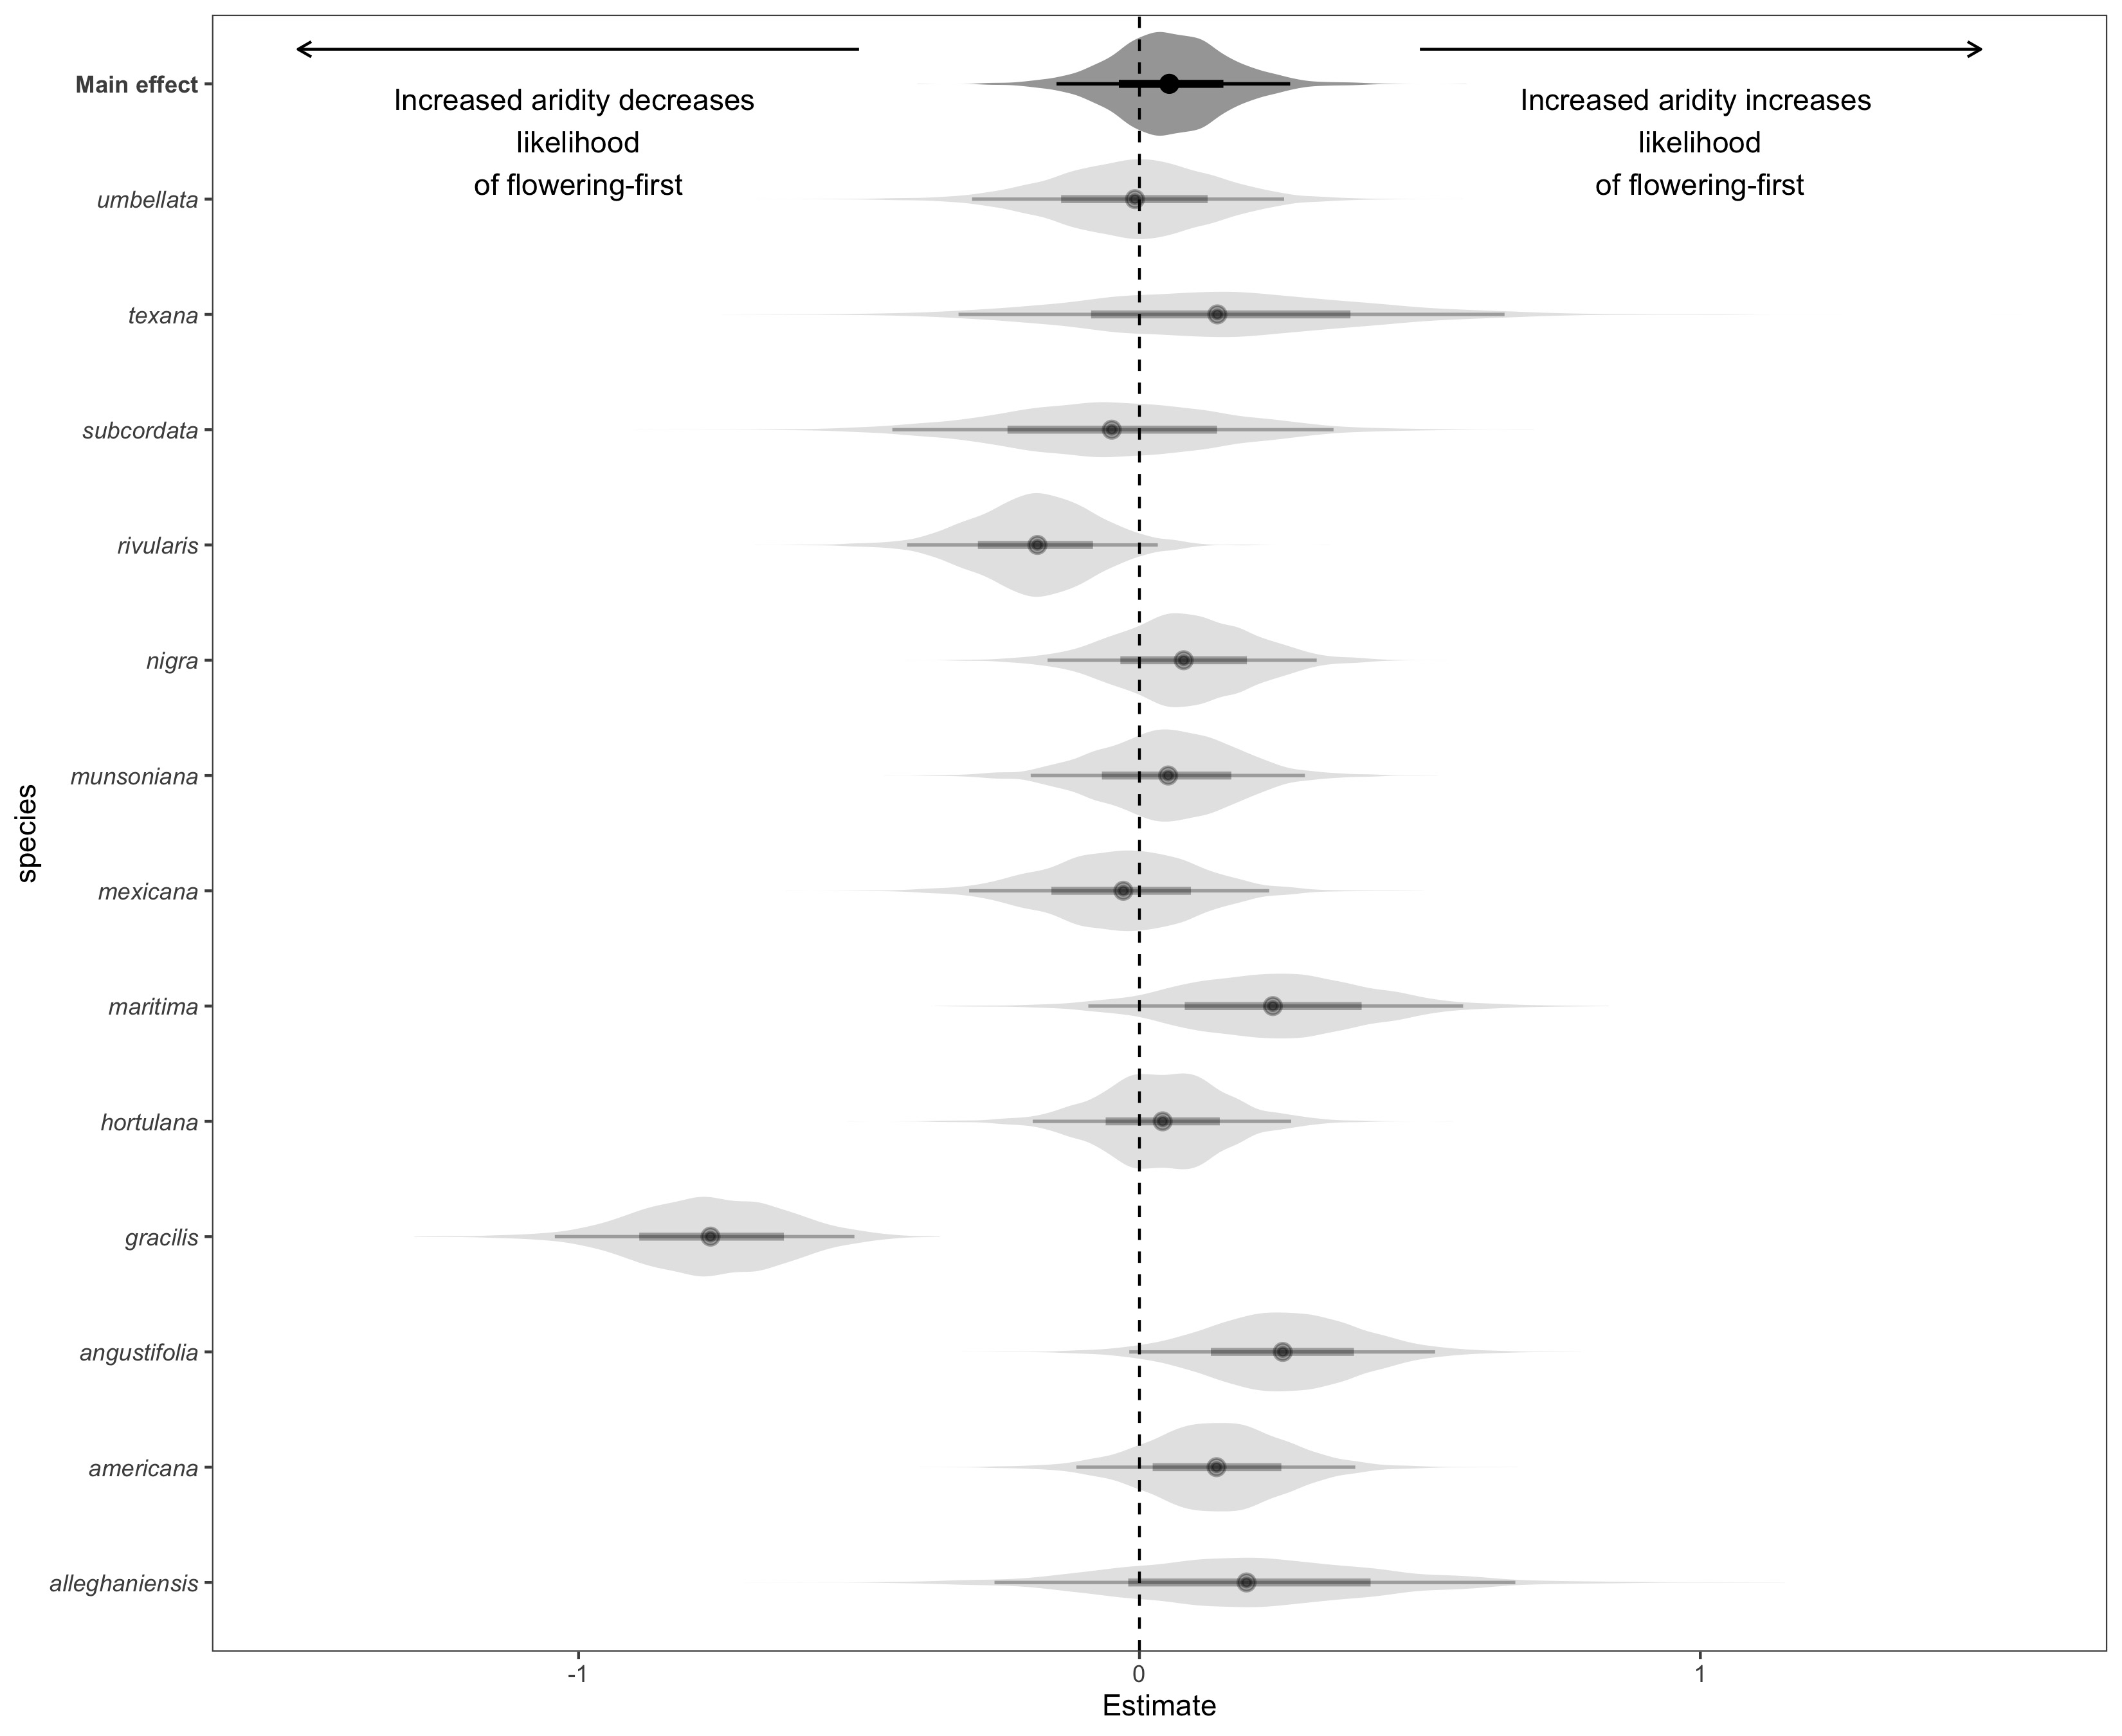 Main effect
Increased aridity decreases
likelihood
of flowering-first
Increased aridity increases
likelihood
of flowering-first
umbellata
texana
subcordata
rivularis
nigra
munsoniana
mexicana
maritima
hortulana
gracilis
angustifolia
americana
alleghaniensis
species
-1
0
1
Estimate